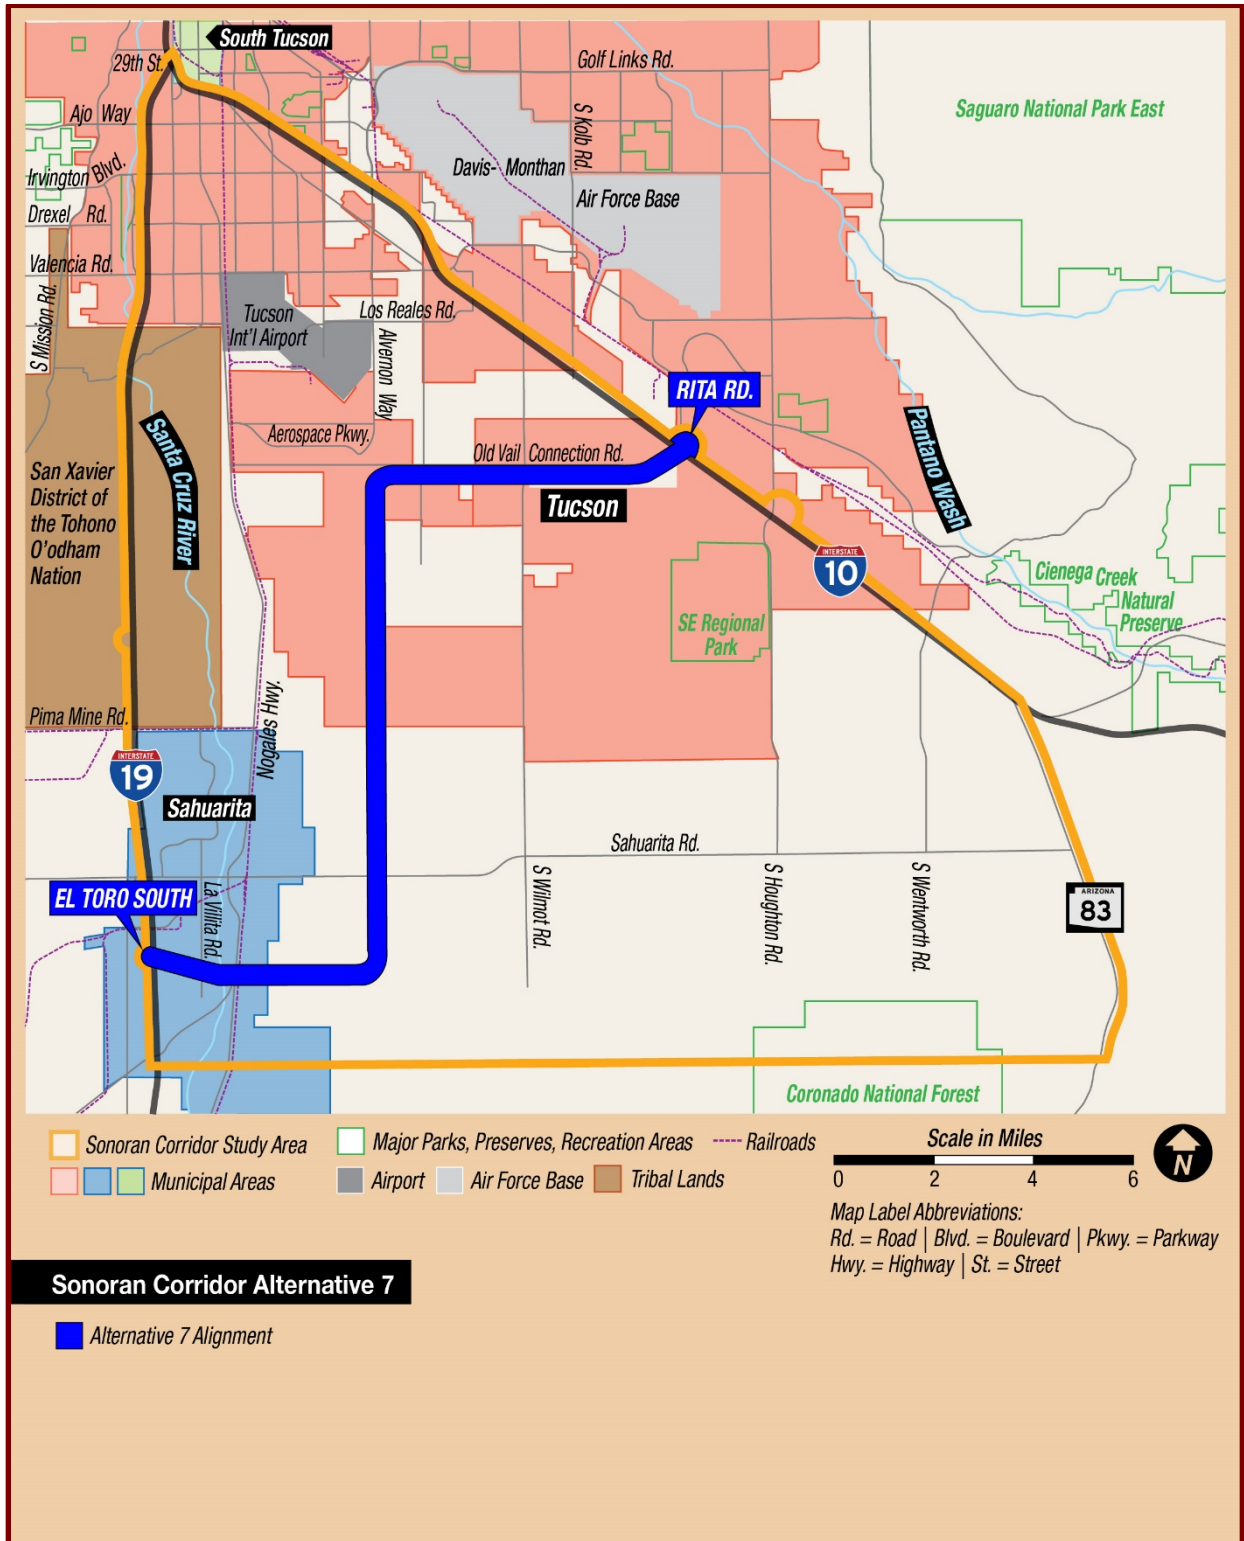 South Tucson
29th St.
Golf Links Rd.
Saguaro National Park East
Ajo Way
S Kolb Rd.
Davis- Monthan
Air Force Base
Irvington Blvd.
Drexel Rd.
Valencia Rd.
S Mission Rd.
Tucson
Int'l Airport
Los Reales Rd.
Alvernon Way
RITA RD.
Aerospace Pkwy.
Old Vail Connection Rd.
Pantano Wash
Santa Cruz River
San Xavier
District of
the Tohono
O'odham
Nation
Tucson
INTERSTATE
10
Cienega Creek
Natural
Preserve
SE Regional
Park
Nogales Hwy.
Pima Mine Rd.
INTERSTATE
19
Sahuarita
Sahuarita Rd.
EL TORO SOUTH
La Villita Rd.
S Wilmot Rd.
S Houghton Rd.
S Wentworth Rd.
ARIZONA
83
Coronado National Forest
Sonoran Corridor Study Area
Major Parks, Preserves, Recreation Areas
Railroads
Municipal Areas
Airport
Air Force Base
Tribal Lands
Scale in Miles
0 2 4 6
N
Map Label Abbreviations:
Rd. = Road | Blvd. = Boulevard | Pkwy. = Parkway
Hwy. = Highway | St. = Street
Sonoran Corridor Alternative 7
Alternative 7 Alignment